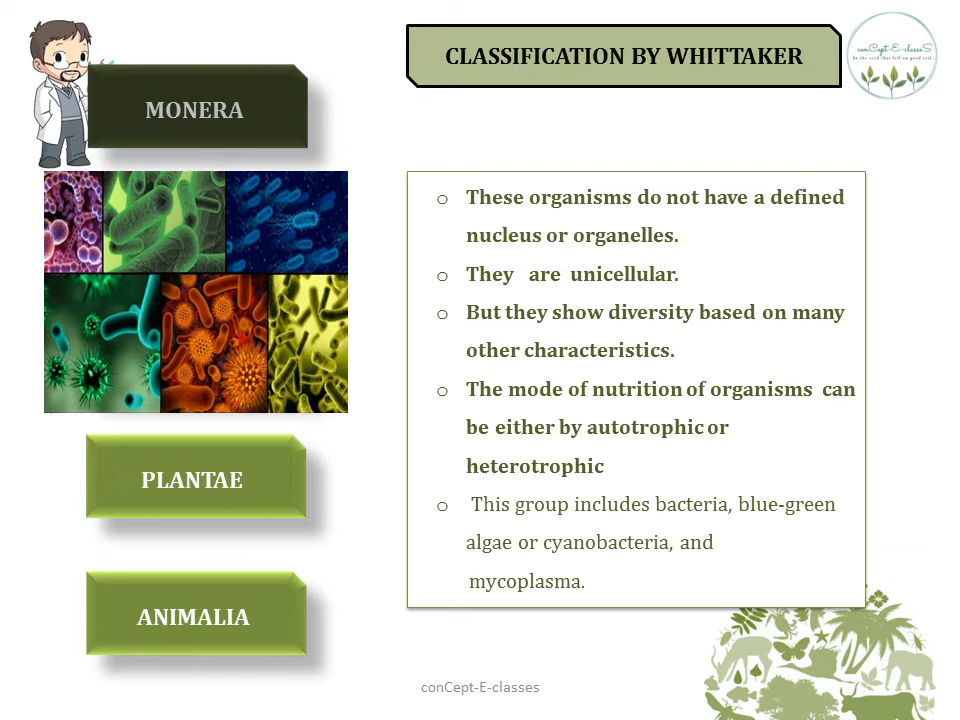 CLASSIFICATION BY WHITTAKER
conCept-E-classeS
MONERA
o These organisms do not have a defined
nucleus or organelles.
o They are unicellular.
o But they show diversity based on many
other characteristics.
o The mode of nutrition of organisms can
be either by autotrophic or
heterotrophic
o This group includes bacteria, blue-green
algae or cyanobacteria, and
mycoplasma.
PLANTAE
ANIMALIA
conCept-E-classes